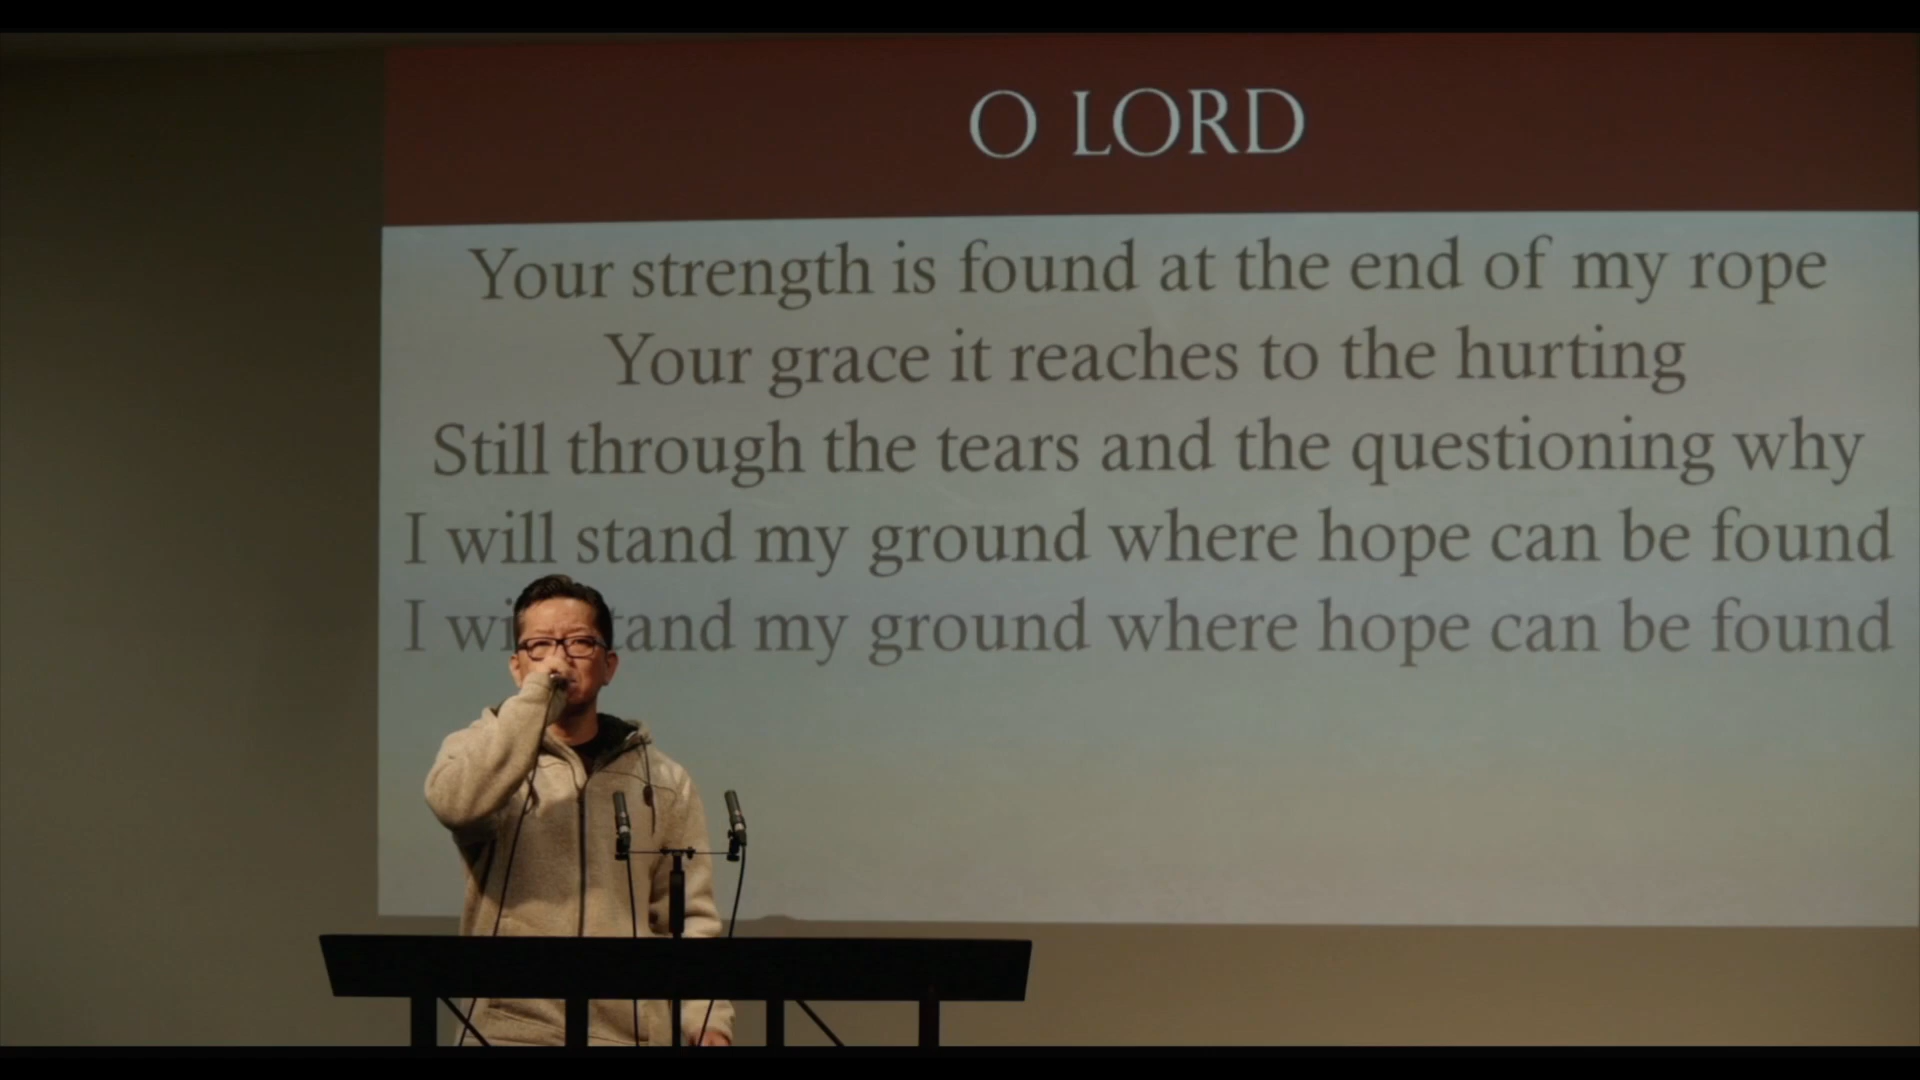 O LORD
Your strength is found at the end of my rope
Your grace it reaches to the hurting
Still through the tears and the questioning why
I will stand my ground where hope can be found
I wi tand my ground where hope can be found